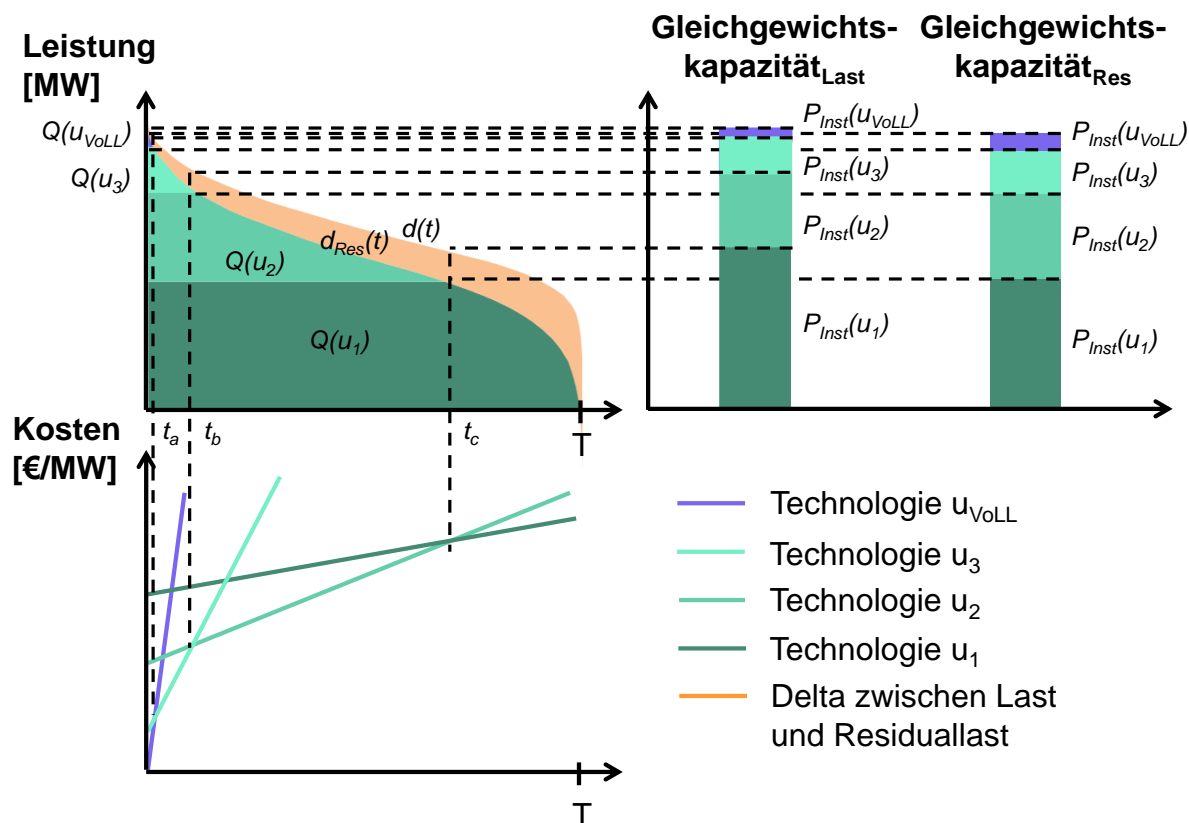 Leistung
[MW]
Gleichgewichts-
kapazität_Last
Gleichgewichts-
kapazität_Res
Q(u_VoLL)
Q(u_3)
d_Res(t)
d(t)
Q(u_2)
Q(u_1)
P_Inst(u_VoLL)
P_Inst(u_3)
P_Inst(u_2)
P_Inst(u_1)
P_Inst(u_VoLL)
P_Inst(u_3)
P_Inst(u_2)
P_Inst(u_1)
Kosten
[€/MW]
t_a
t_b
t_c
T
Technologie u_VoLL
Technologie u_3
Technologie u_2
Technologie u_1
Delta zwischen Last
und Residuallast
T